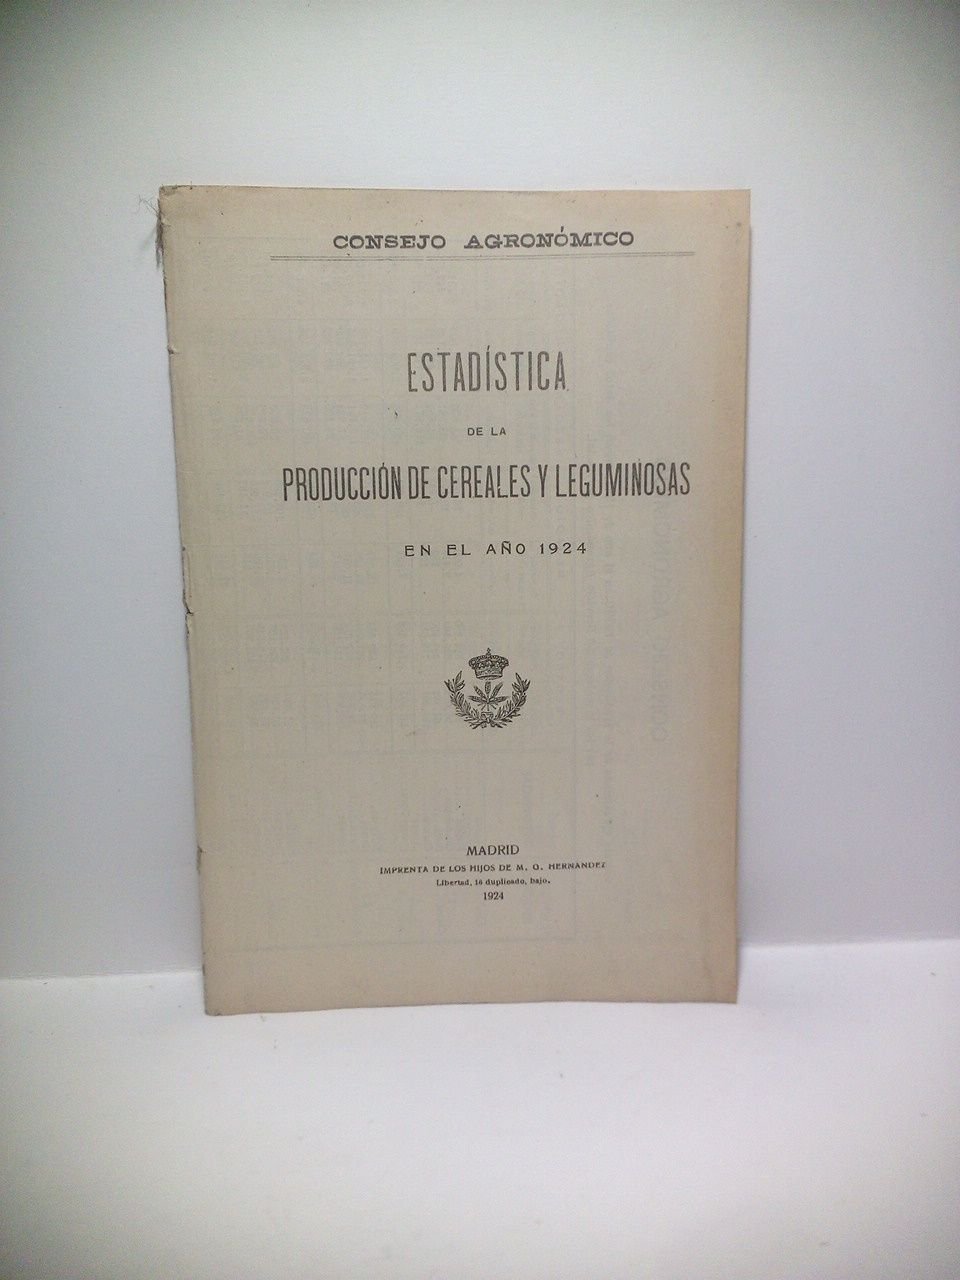 CONSEJO AGRONÓMICO
ESTADÍSTICA
DE LA
PRODUCCIÓN DE CEREALES Y LEGUMINOSAS
EN EL AÑO 1924
MADRID
IMPRENTA DE LOS HIJOS DE M. G. HERNÁNDEZ
Libertad, 16 duplicado, bajo.
1924